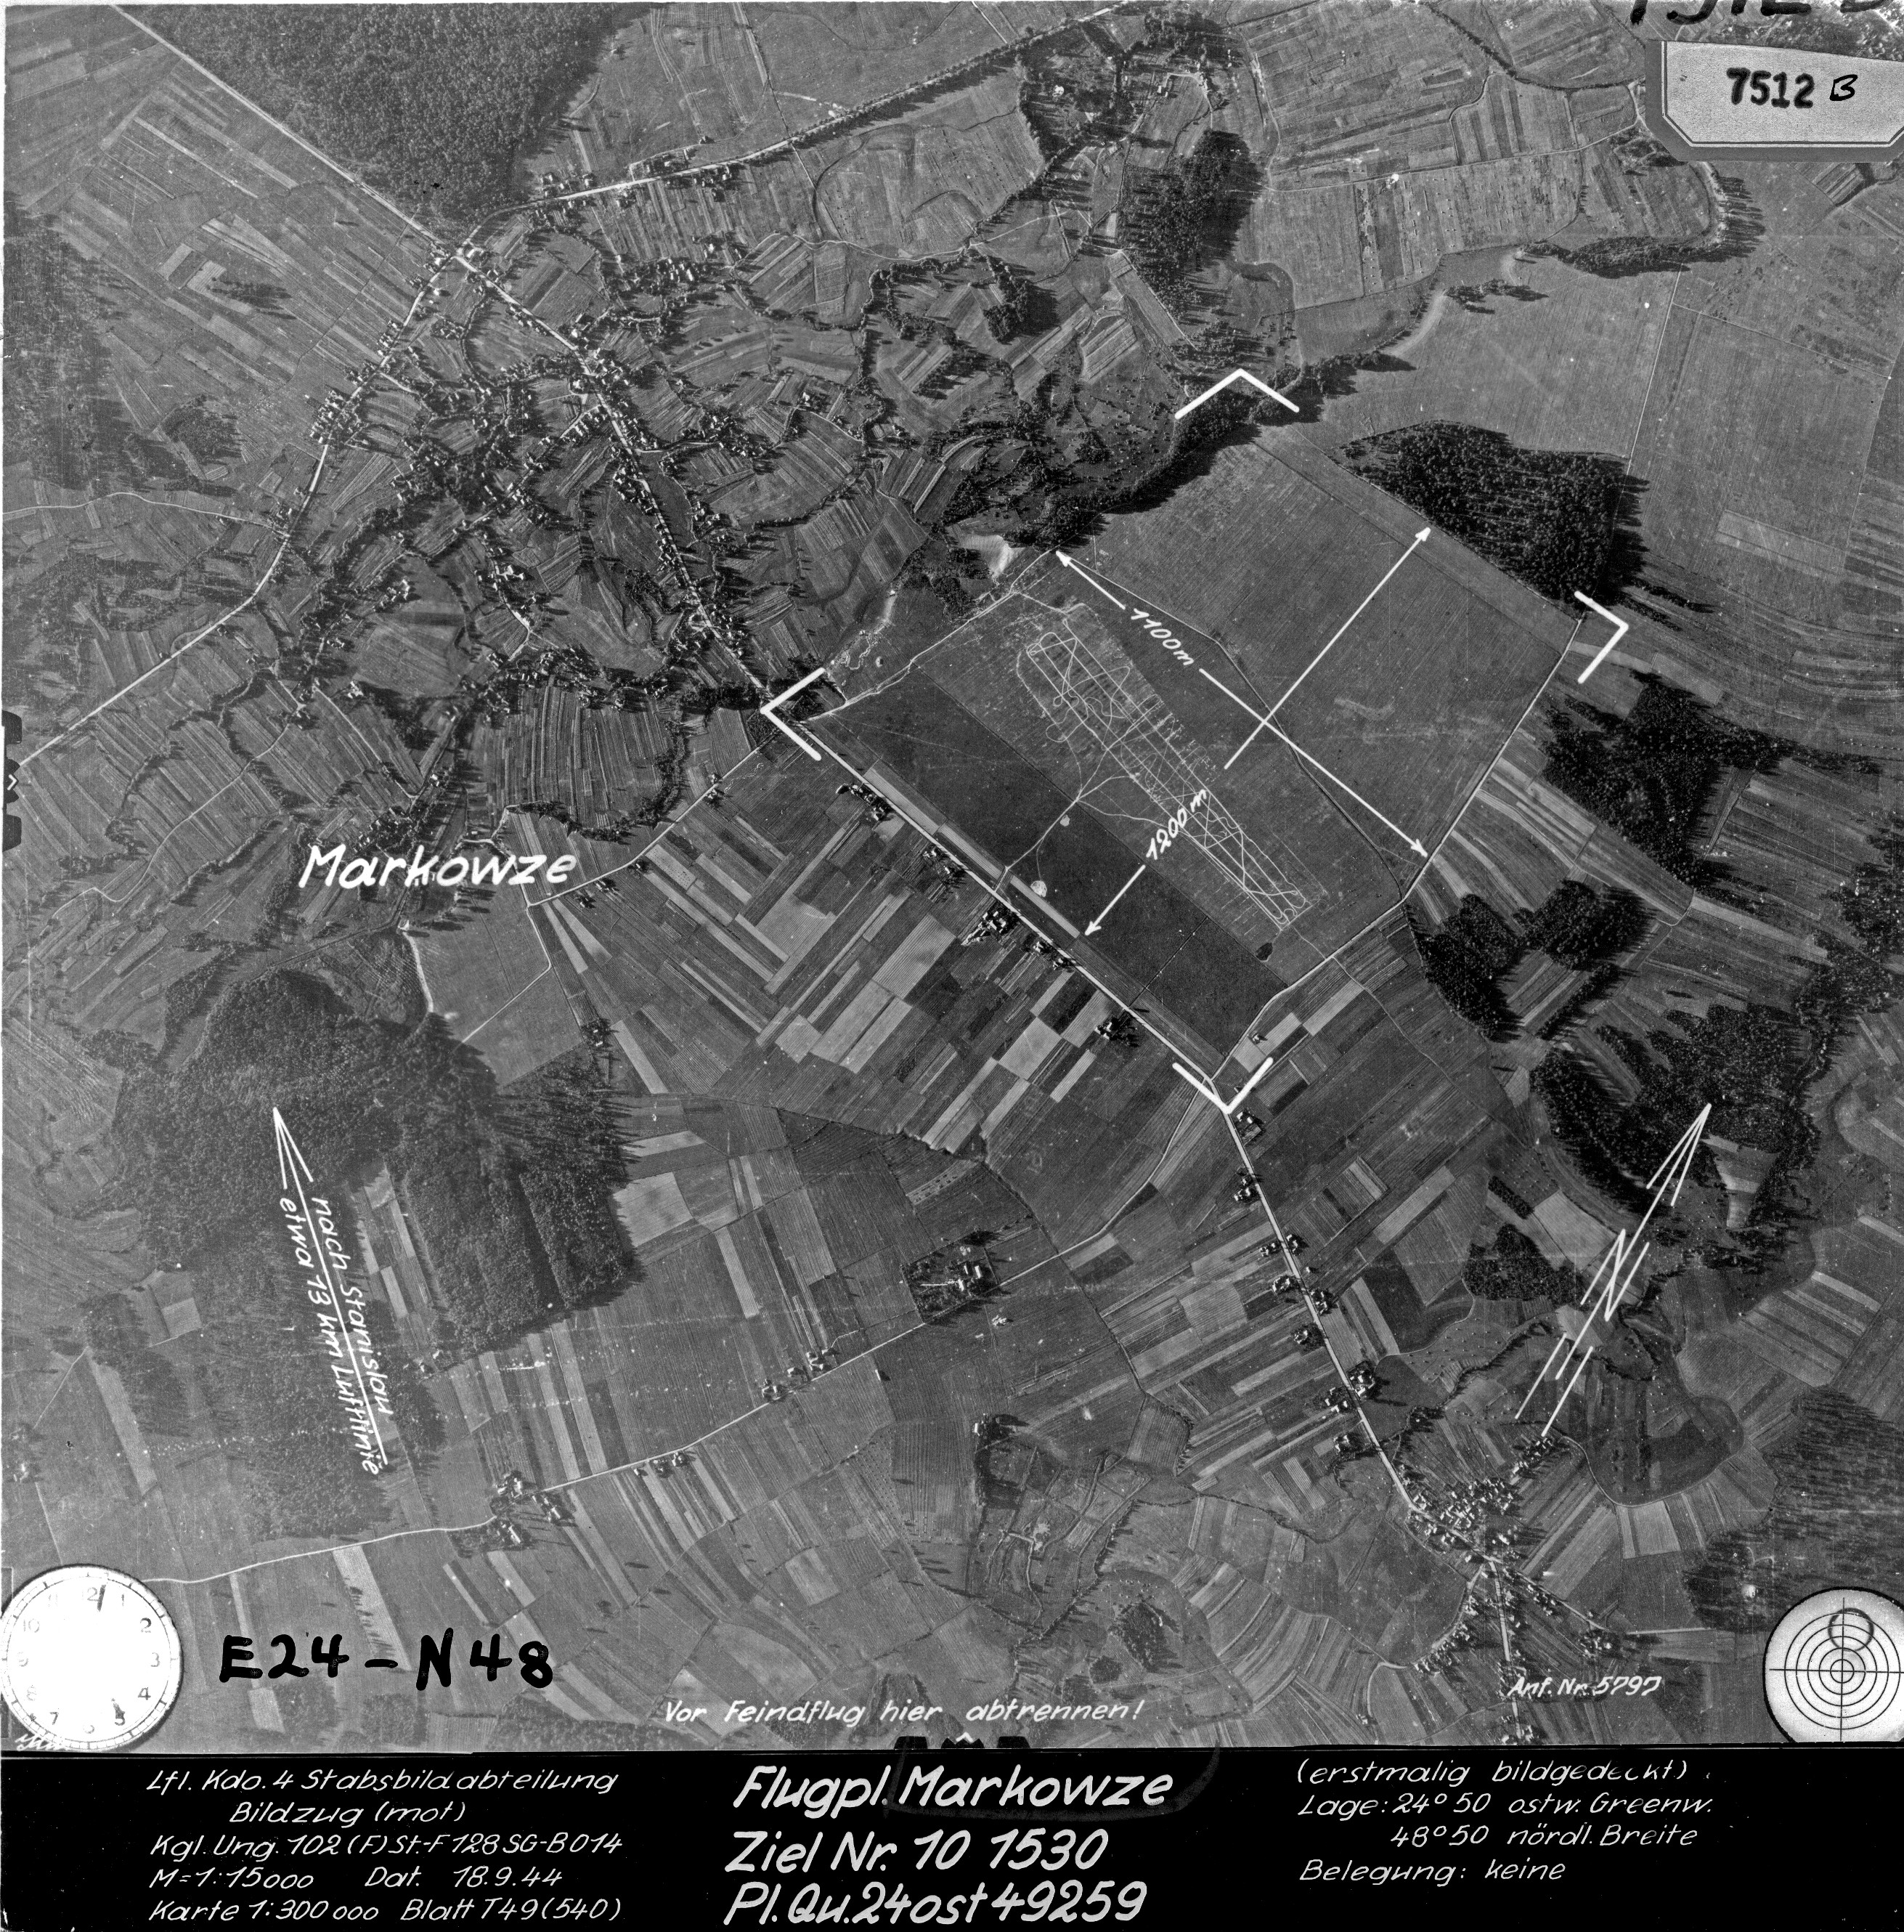 7512 B
1100m
1200m
Markowze
nach Stanislau
etwa 13 km Luftlinie
N
E24-N48
Anf. Nr. 5797
Vor Feindflug hier abtrennen!
Lfl. Kdo. 4 Stabsbildabteilung
Bildzug (mot)
Kgl. Ung. 102 (F) St.-F 128 SG-B 014
M=1:15000 Dat. 18.9.44
Karte 1:300 000 Blatt T49 (540)
Flugpl. Markowze
Ziel Nr. 10 1530
Pl. Qu. 24 ost 49259
(erstmalig bildgedeckt)
Lage: 24° 50 ostw. Greenw.
48° 50 nördl. Breite
Belegung: keine